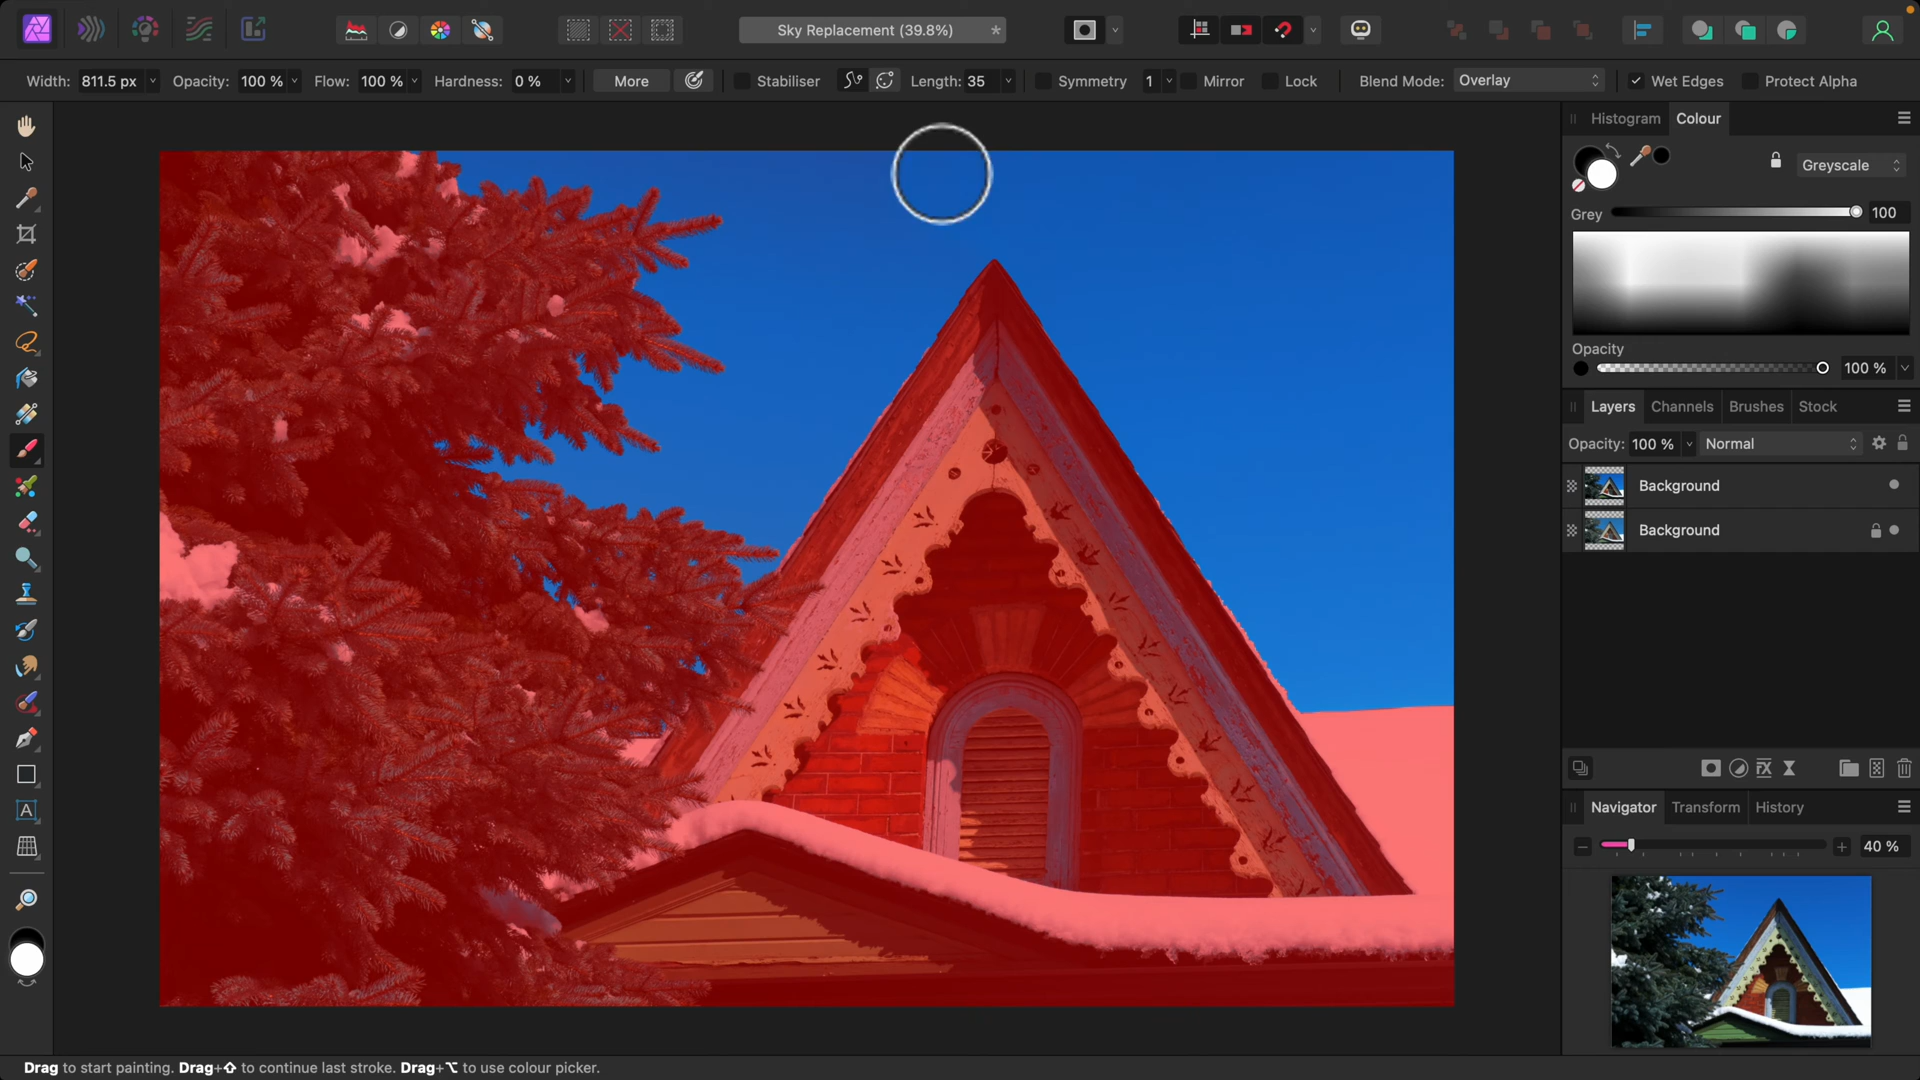 Sky Replacement (39.8%) *
Width: 811.5 px Opacity: 100 % Flow: 100 % Hardness: 0 % More Stabiliser Length: 35 Symmetry 1 Mirror Lock Blend Mode: Overlay Wet Edges Protect Alpha
Histogram Colour
Greyscale
Grey 100
Opacity
100 %
Layers Channels Brushes Stock
Opacity: 100 % Normal
Background
Background
Navigator Transform History
40 %
Drag to start painting. Drag+⇧ to continue last stroke. Drag+⌥ to use colour picker.